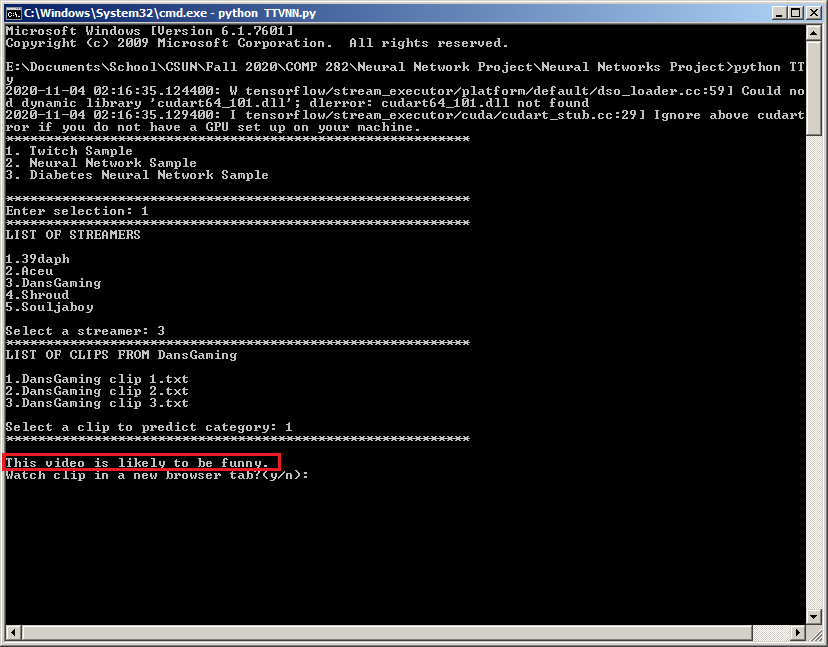 C:\Windows\System32\cmd.exe - python  TTVNN.py
Microsoft Windows [Version 6.1.7601]
Copyright (c) 2009 Microsoft Corporation.  All rights reserved.
E:\Documents\School\CSUN\Fall 2020\COMP 282\Neural Network Project\Neural Networks Project>python TT
y
2020-11-04 02:16:35.124400: W tensorflow/stream_executor/platform/default/dso_loader.cc:59] Could no
d dynamic library 'cudart64_101.dll'; dlerror: cudart64_101.dll not found
2020-11-04 02:16:35.129400: I tensorflow/stream_executor/cuda/cudart_stub.cc:29] Ignore above cudart
ror if you do not have a GPU set up on your machine.
**********************************************************
1. Twitch Sample
2. Neural Network Sample
3. Diabetes Neural Network Sample
**********************************************************
Enter selection: 1
**********************************************************
LIST OF STREAMERS
1.39daph
2.Aceu
3.DansGaming
4.Shroud
5.Souljaboy
Select a streamer: 3
**********************************************************
LIST OF CLIPS FROM DansGaming
1.DansGaming clip 1.txt
2.DansGaming clip 2.txt
3.DansGaming clip 3.txt
Select a clip to predict category: 1
**********************************************************
This video is likely to be funny.
Watch clip in a new browser tab?(y/n):